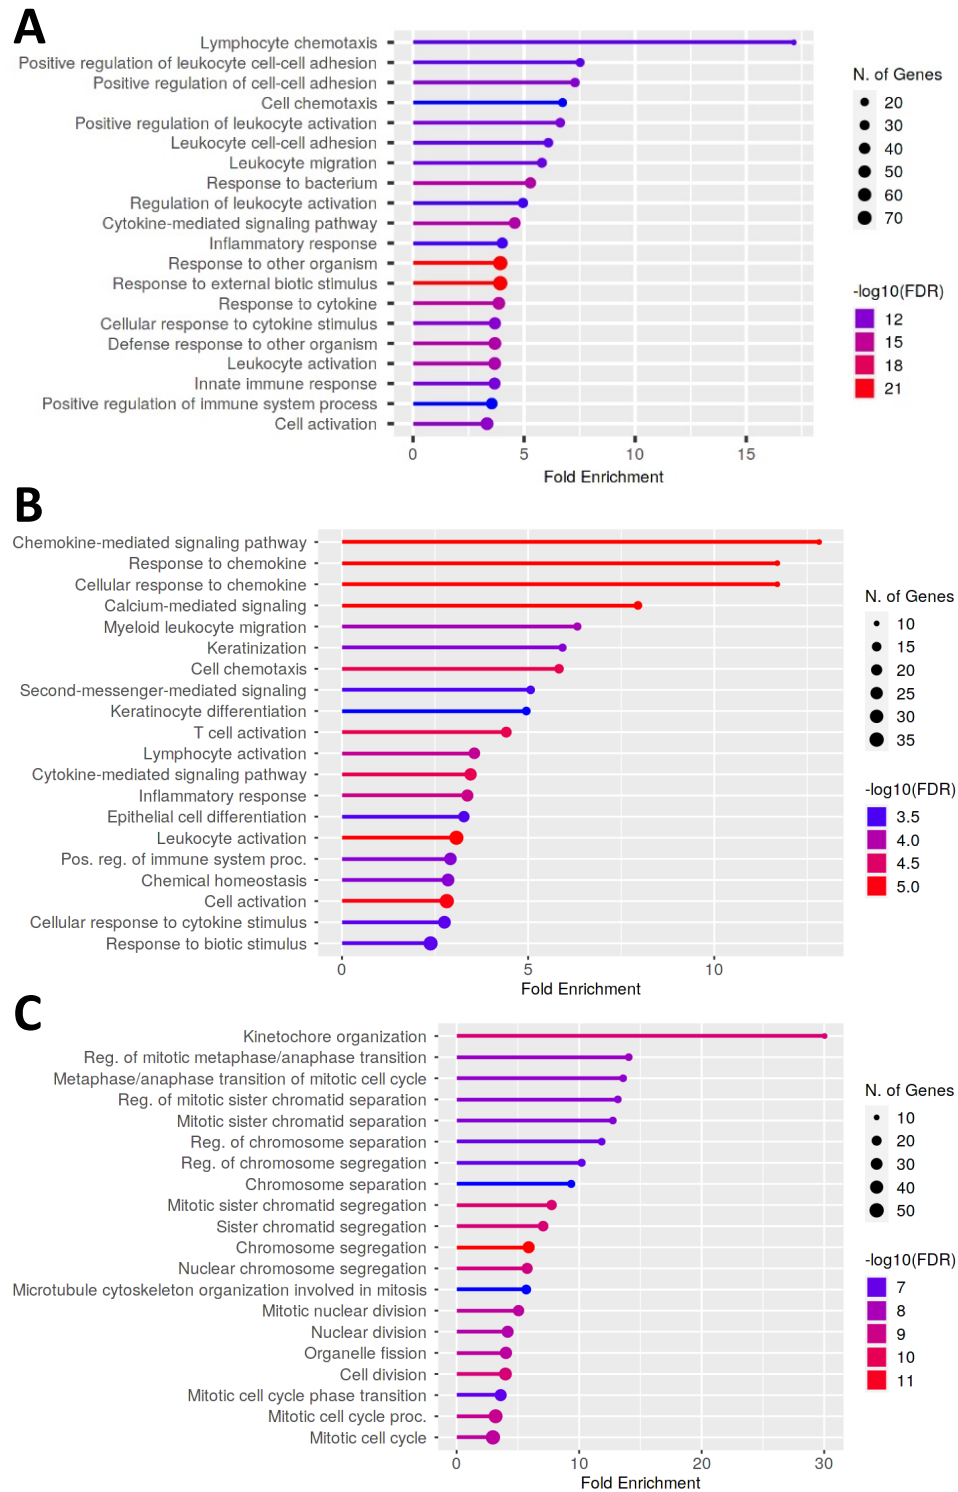 A
Lymphocyte chemotaxis
Positive regulation of leukocyte cell-cell adhesion
Positive regulation of cell-cell adhesion
Cell chemotaxis
Positive regulation of leukocyte activation
Leukocyte cell-cell adhesion
Leukocyte migration
Response to bacterium
Regulation of leukocyte activation
Cytokine-mediated signaling pathway
Inflammatory response
Response to other organism
Response to external biotic stimulus
Response to cytokine
Cellular response to cytokine stimulus
Defense response to other organism
Leukocyte activation
Innate immune response
Positive regulation of immune system process
Cell activation
0 5 10 15
Fold Enrichment
N. of Genes
20
30
40
50
60
70
-log10(FDR)
12
15
18
21
B
Chemokine-mediated signaling pathway
Response to chemokine
Cellular response to chemokine
Calcium-mediated signaling
Myeloid leukocyte migration
Keratinization
Cell chemotaxis
Second-messenger-mediated signaling
Keratinocyte differentiation
T cell activation
Lymphocyte activation
Cytokine-mediated signaling pathway
Inflammatory response
Epithelial cell differentiation
Leukocyte activation
Pos. reg. of immune system proc.
Chemical homeostasis
Cell activation
Cellular response to cytokine stimulus
Response to biotic stimulus
0 5 10
Fold Enrichment
N. of Genes
10
15
20
25
30
35
-log10(FDR)
3.5
4.0
4.5
5.0
C
Kinetochore organization
Reg. of mitotic metaphase/anaphase transition
Metaphase/anaphase transition of mitotic cell cycle
Reg. of mitotic sister chromatid separation
Mitotic sister chromatid separation
Reg. of chromosome separation
Reg. of chromosome segregation
Chromosome separation
Mitotic sister chromatid segregation
Sister chromatid segregation
Chromosome segregation
Nuclear chromosome segregation
Microtubule cytoskeleton organization involved in mitosis
Mitotic nuclear division
Nuclear division
Organelle fission
Cell division
Mitotic cell cycle phase transition
Mitotic cell cycle proc.
Mitotic cell cycle
0 10 20 30
Fold Enrichment
N. of Genes
10
20
30
40
50
-log10(FDR)
7
8
9
10
11